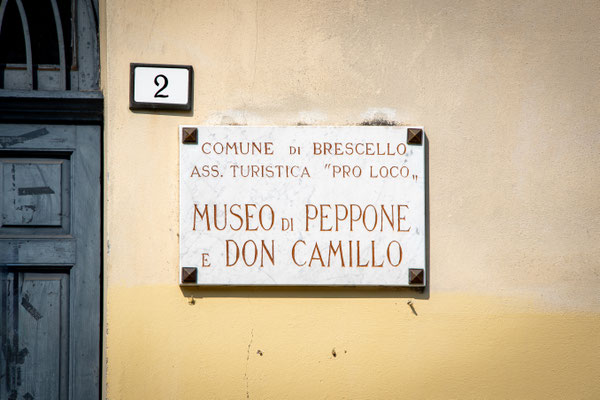 2
COMUNE DI BRESCELLO
ASS. TURISTICA "PRO LOCO„
MUSEO DI PEPPONE
E DON CAMILLO